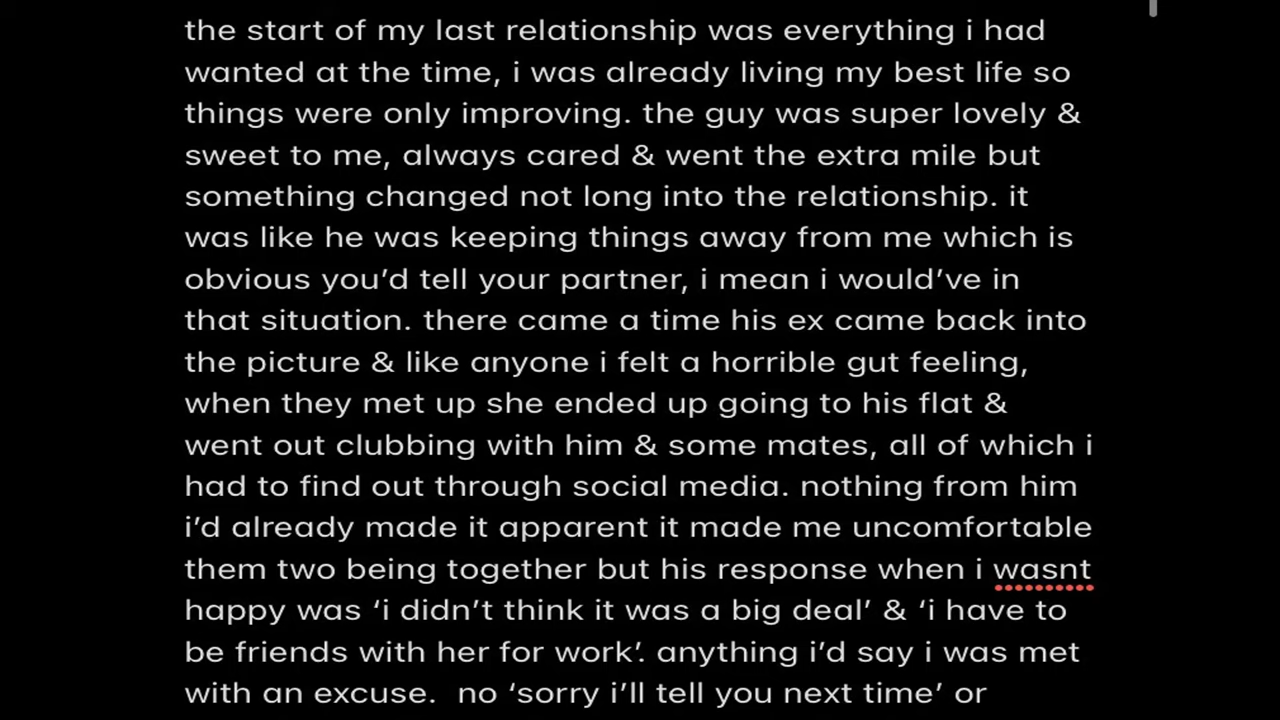 the start of my last relationship was everything i had
wanted at the time, i was already living my best life so
things were only improving. the guy was super lovely &
sweet to me, always cared & went the extra mile but
something changed not long into the relationship. it
was like he was keeping things away from me which is
obvious you’d tell your partner, i mean i would’ve in
that situation. there came a time his ex came back into
the picture & like anyone i felt a horrible gut feeling,
when they met up she ended up going to his flat &
went out clubbing with him & some mates, all of which i
had to find out through social media. nothing from him
i’d already made it apparent it made me uncomfortable
them two being together but his response when i wasnt
happy was ‘i didn’t think it was a big deal’ & ‘i have to
be friends with her for work’. anything i’d say i was met
with an excuse.  no ‘sorry i’ll tell you next time’ or